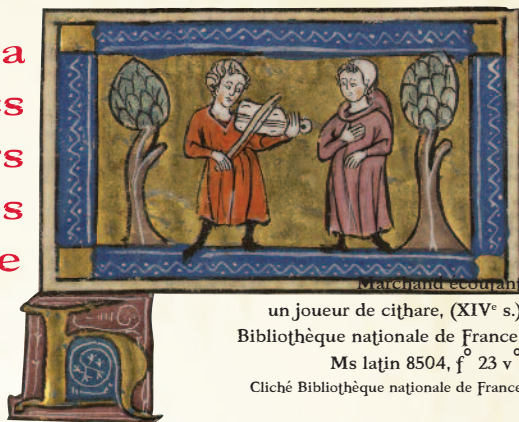 a
s
s
s
e
Marchand écoutant
un joueur de cithare, (XIVe s.)
Bibliothèque nationale de France,
Ms latin 8504, f° 23 v°
Cliché Bibliothèque nationale de France